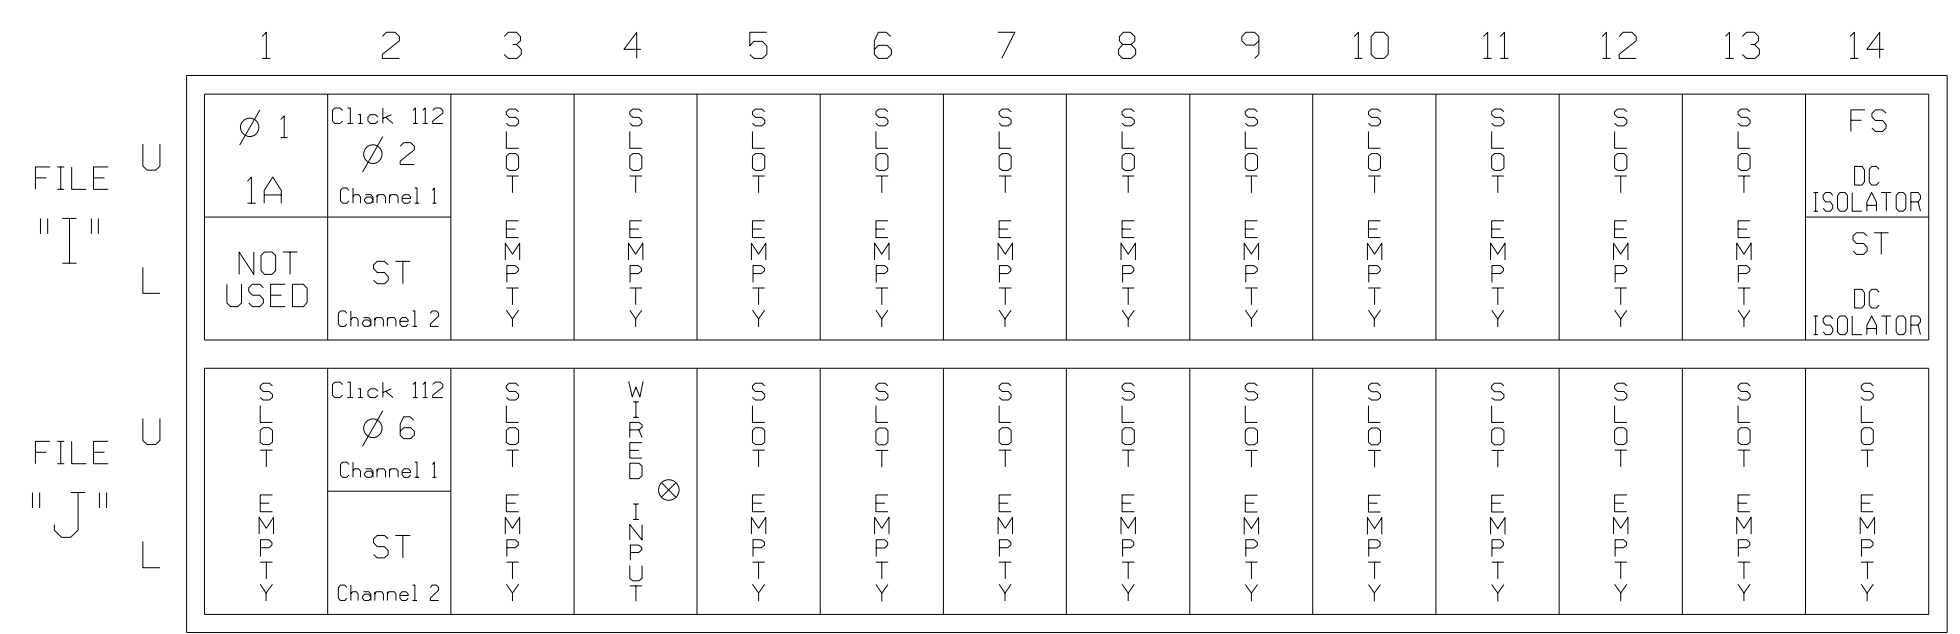 1 2 3 4 5 6 7 8 9 10 11 12 13 14
FILE "I"
U
L
Ø 1
1A
NOT USED
Click 112
Ø 2
Channel 1
ST
Channel 2
SLOT EMPTY
SLOT EMPTY
SLOT EMPTY
SLOT EMPTY
SLOT EMPTY
SLOT EMPTY
SLOT EMPTY
SLOT EMPTY
SLOT EMPTY
SLOT EMPTY
SLOT EMPTY
FS
DC
ISOLATOR
ST
DC
ISOLATOR
FILE "J"
U
L
SLOT EMPTY
Click 112
Ø 6
Channel 1
ST
Channel 2
SLOT EMPTY
WIRED INPUT
SLOT EMPTY
SLOT EMPTY
SLOT EMPTY
SLOT EMPTY
SLOT EMPTY
SLOT EMPTY
SLOT EMPTY
SLOT EMPTY
SLOT EMPTY
SLOT EMPTY